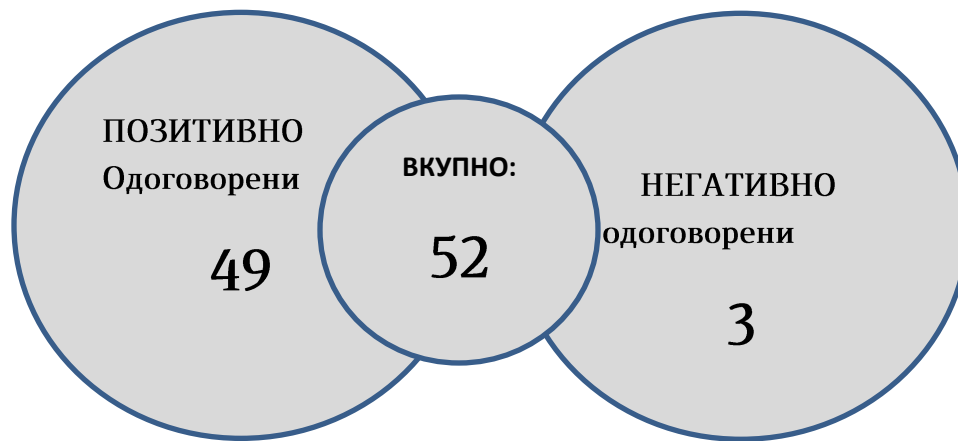 ПОЗИТИВНО
Одоговорени
49
ВКУПНО:
52
НЕГАТИВНО
одоговорени
3